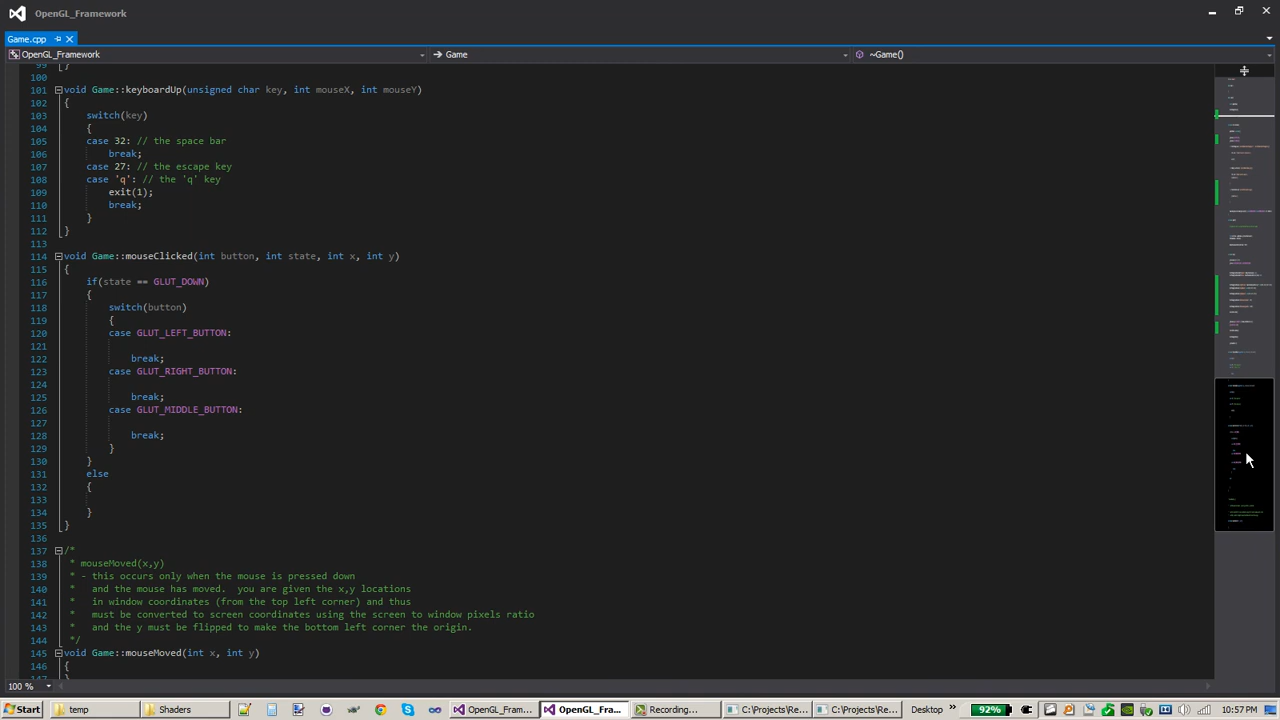 OpenGL_Framework
Game.cpp
OpenGL_Framework
Game
~Game()
99 }
100
101 void Game::keyboardUp(unsigned char key, int mouseX, int mouseY)
102 {
103 switch(key)
104 {
105 case 32: // the space bar
106 break;
107 case 27: // the escape key
108 case 'q': // the 'q' key
109 exit(1);
110 break;
111 }
112 }
113
114 void Game::mouseClicked(int button, int state, int x, int y)
115 {
116 if(state == GLUT_DOWN)
117 {
118 switch(button)
119 {
120 case GLUT_LEFT_BUTTON:
121
122 break;
123 case GLUT_RIGHT_BUTTON:
124
125 break;
126 case GLUT_MIDDLE_BUTTON:
127
128 break;
129 }
130 }
131 else
132 {
133
134 }
135 }
136
137 /*
138 * mouseMoved(x,y)
139 * - this occurs only when the mouse is pressed down
140 * and the mouse has moved. you are given the x,y locations
141 * in window coordinates (from the top left corner) and thus
142 * must be converted to screen coordinates using the screen to window pixels ratio
143 * and the y must be flipped to make the bottom left corner the origin.
144 */
145 void Game::mouseMoved(int x, int y)
146 {
147 }
100 %
Start
temp
Shaders
OpenGL_Fram...
OpenGL_Fra...
Recording...
C:\Projects\Re...
C:\Projects\Re...
Desktop
92%
10:57 PM